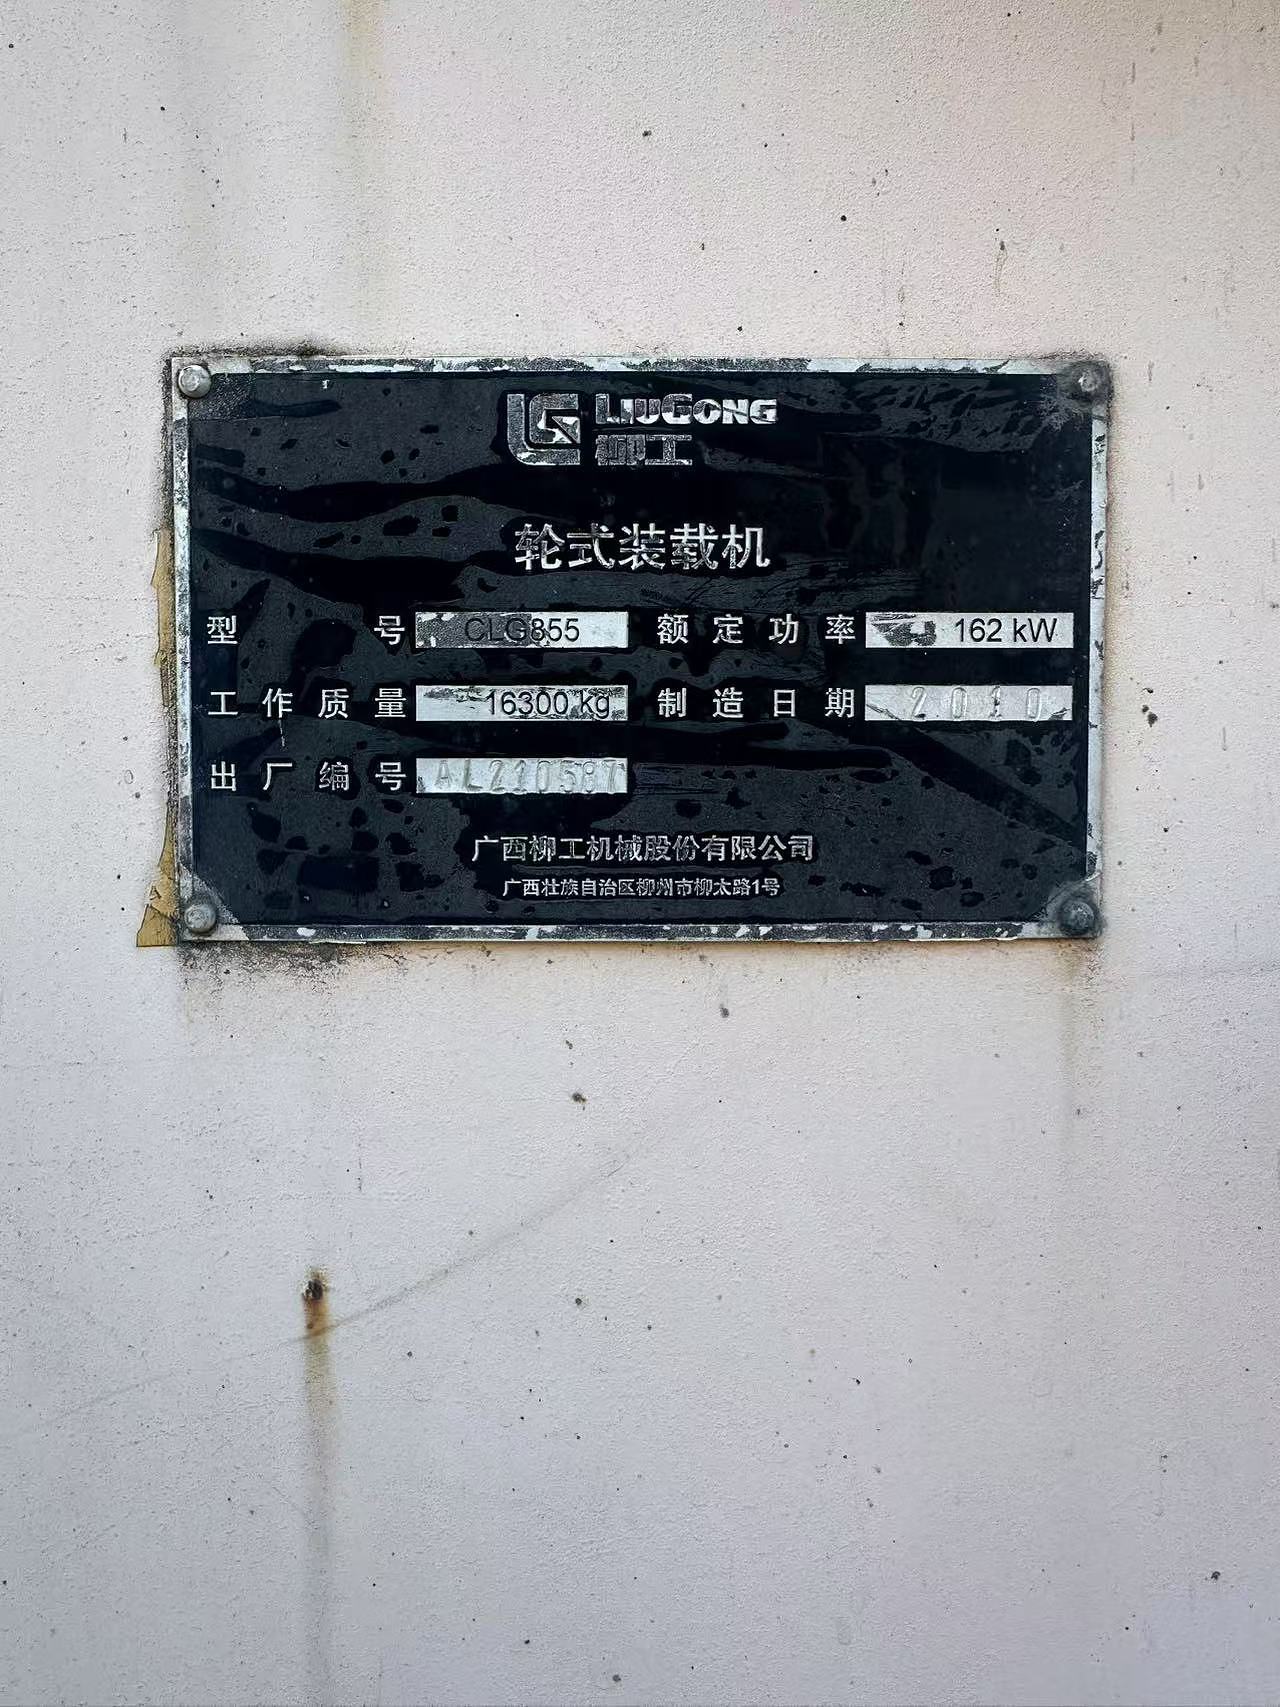 LIUGONG
柳工
轮式装载机
型号 CLG855 额定功率 162 kW
工作质量 16300 kg 制造日期 2010
出厂编号 AL210587
广西柳工机械股份有限公司
广西壮族自治区柳州市柳太路1号